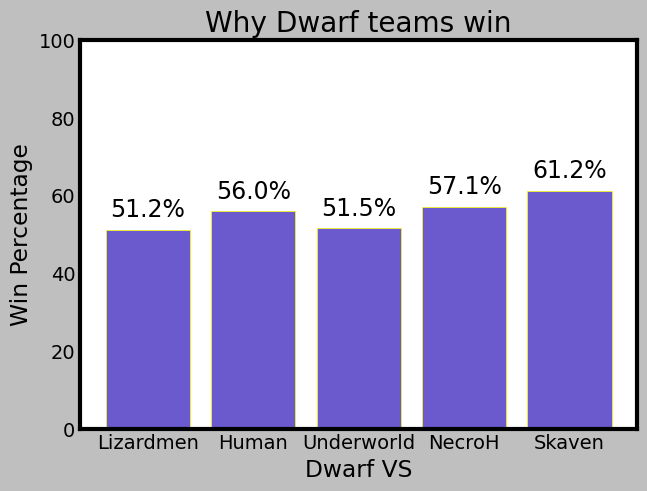 Why Dwarf teams win
Win Percentage
100
80
60
40
20
0
51.2%
56.0%
51.5%
57.1%
61.2%
Lizardmen
Human
Underworld
NecroH
Skaven
Dwarf VS